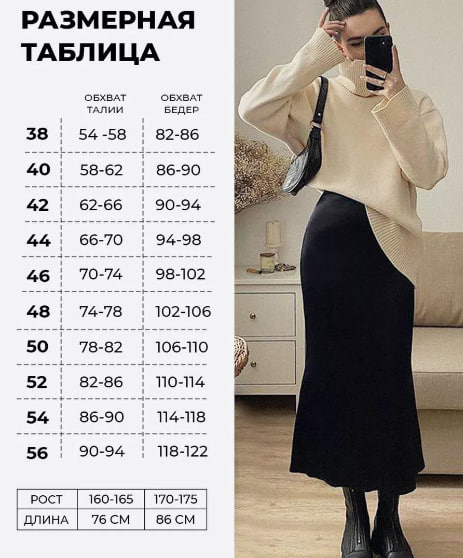 РАЗМЕРНАЯ
ТАБЛИЦА
ОБХВАТ ОБХВАТ
ТАЛИИ БЕДЕР
38 54 -58 82-86
40 58-62 86-90
42 62-66 90-94
44 66-70 94-98
46 70-74 98-102
48 74-78 102-106
50 78-82 106-110
52 82-86 110-114
54 86-90 114-118
56 90-94 118-122
РОСТ 160-165 170-175
ДЛИНА 76 СМ 86 СМ